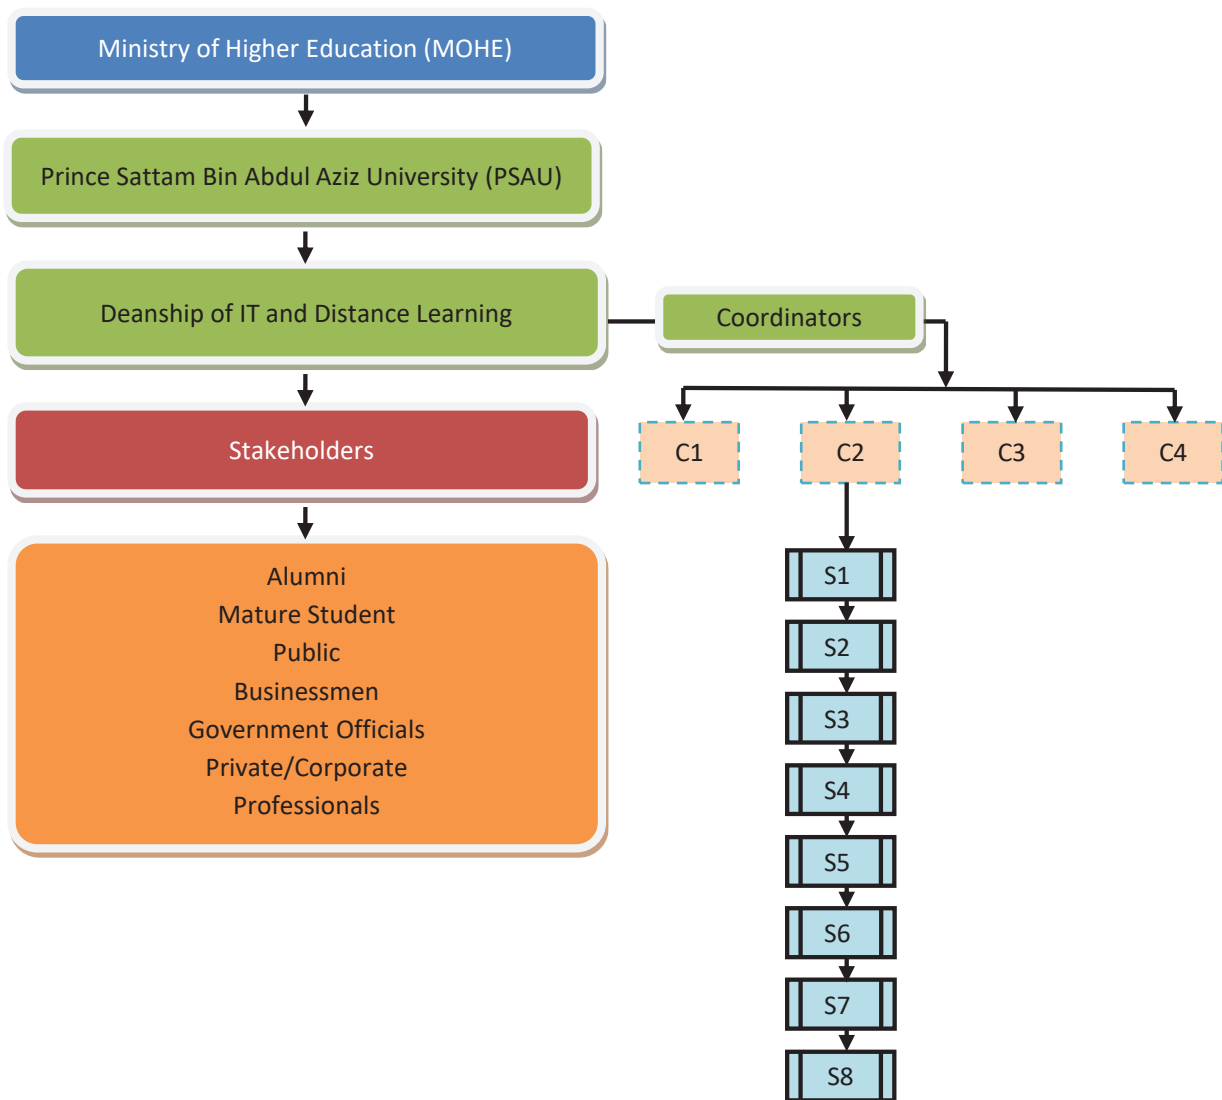 Ministry of Higher Education (MOHE)
Prince Sattam Bin Abdul Aziz University (PSAU)
Deanship of IT and Distance Learning
Coordinators
Stakeholders
C1
C2
C3
C4
Alumni
Mature Student
Public
Businessmen
Government Officials
Private/Corporate
Professionals
S1
S2
S3
S4
S5
S6
S7
S8